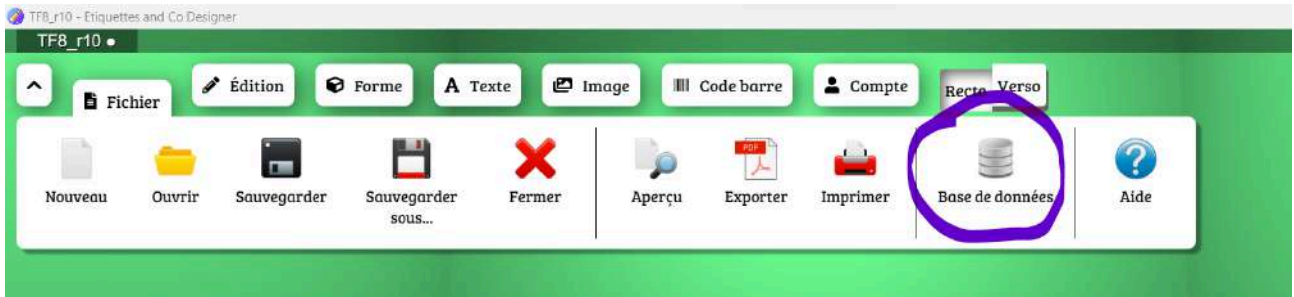 TF8_r10 - Etiquettes and Co Designer
TF8_r10 ●
Fichier Édition Forme A Texte Image Code barre Compte Recto Verso
Nouveau Ouvrir Sauvegarder Sauvegarder sous... Fermer Aperçu PDF Exporter Imprimer Base de données ? Aide